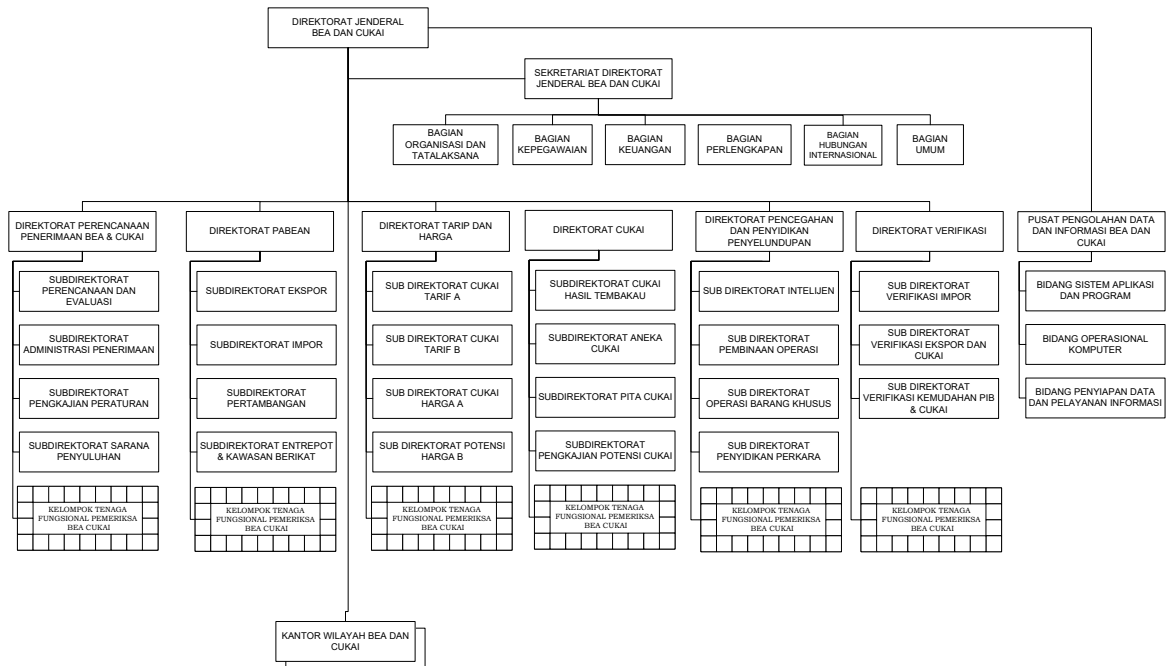 DIREKTORAT JENDERAL
BEA DAN CUKAI
SEKRETARIAT DIREKTORAT
JENDERAL BEA DAN CUKAI
BAGIAN
ORGANISASI DAN
TATALAKSANA
BAGIAN
KEPEGAWAIAN
BAGIAN
KEUANGAN
BAGIAN
PERLENGKAPAN
BAGIAN
HUBUNGAN
INTERNASIONAL
BAGIAN
UMUM
DIREKTORAT PERENCANAAN
PENERIMAAN BEA & CUKAI
SUBDIREKTORAT
PERENCANAAN DAN
EVALUASI
SUBDIREKTORAT
ADMINISTRASI PENERIMAAN
SUBDIREKTORAT
PENGKAJIAN PERATURAN
SUBDIREKTORAT SARANA
PENYULUHAN
KELOMPOK TENAGA
FUNGSIONAL PEMERIKSA
BEA CUKAI
DIREKTORAT PABEAN
SUBDIREKTORAT EKSPOR
SUBDIREKTORAT IMPOR
SUBDIREKTORAT
PERTAMBANGAN
SUBDIREKTORAT ENTREPOT
& KAWASAN BERIKAT
KELOMPOK TENAGA
FUNGSIONAL PEMERIKSA
BEA CUKAI
DIREKTORAT TARIP DAN
HARGA
SUB DIREKTORAT CUKAI
TARIF A
SUB DIREKTORAT CUKAI
TARIF B
SUB DIREKTORAT CUKAI
HARGA A
SUB DIREKTORAT POTENSI
HARGA B
KELOMPOK TENAGA
FUNGSIONAL PEMERIKSA
BEA CUKAI
DIREKTORAT CUKAI
SUBDIREKTORAT CUKAI
HASIL TEMBAKAU
SUBDIREKTORAT ANEKA
CUKAI
SUBDIREKTORAT PITA CUKAI
SUBDIREKTORAT
PENGKAJIAN POTENSI CUKAI
KELOMPOK TENAGA
FUNGSIONAL PEMERIKSA
BEA CUKAI
DIREKTORAT PENCEGAHAN
DAN PENYIDIKAN
PENYELUNDUPAN
SUB DIREKTORAT INTELIJEN
SUB DIREKTORAT
PEMBINAAN OPERASI
SUB DIREKTORAT
OPERASI BARANG KHUSUS
SUB DIREKTORAT
PENYIDIKAN PERKARA
KELOMPOK TENAGA
FUNGSIONAL PEMERIKSA
BEA CUKAI
DIREKTORAT VERIFIKASI
SUB DIREKTORAT
VERIFIKASI IMPOR
SUB DIREKTORAT
VERIFIKASI EKSPOR DAN
CUKAI
SUB DIREKTORAT
VERIFIKASI KEMUDAHAN PIB
& CUKAI
KELOMPOK TENAGA
FUNGSIONAL PEMERIKSA
BEA CUKAI
PUSAT PENGOLAHAN DATA
DAN INFORMASI BEA DAN
CUKAI
BIDANG SISTEM APLIKASI
DAN PROGRAM
BIDANG OPERASIONAL
KOMPUTER
BIDANG PENYIAPAN DATA
DAN PELAYANAN INFORMASI
KANTOR WILAYAH BEA DAN
CUKAI